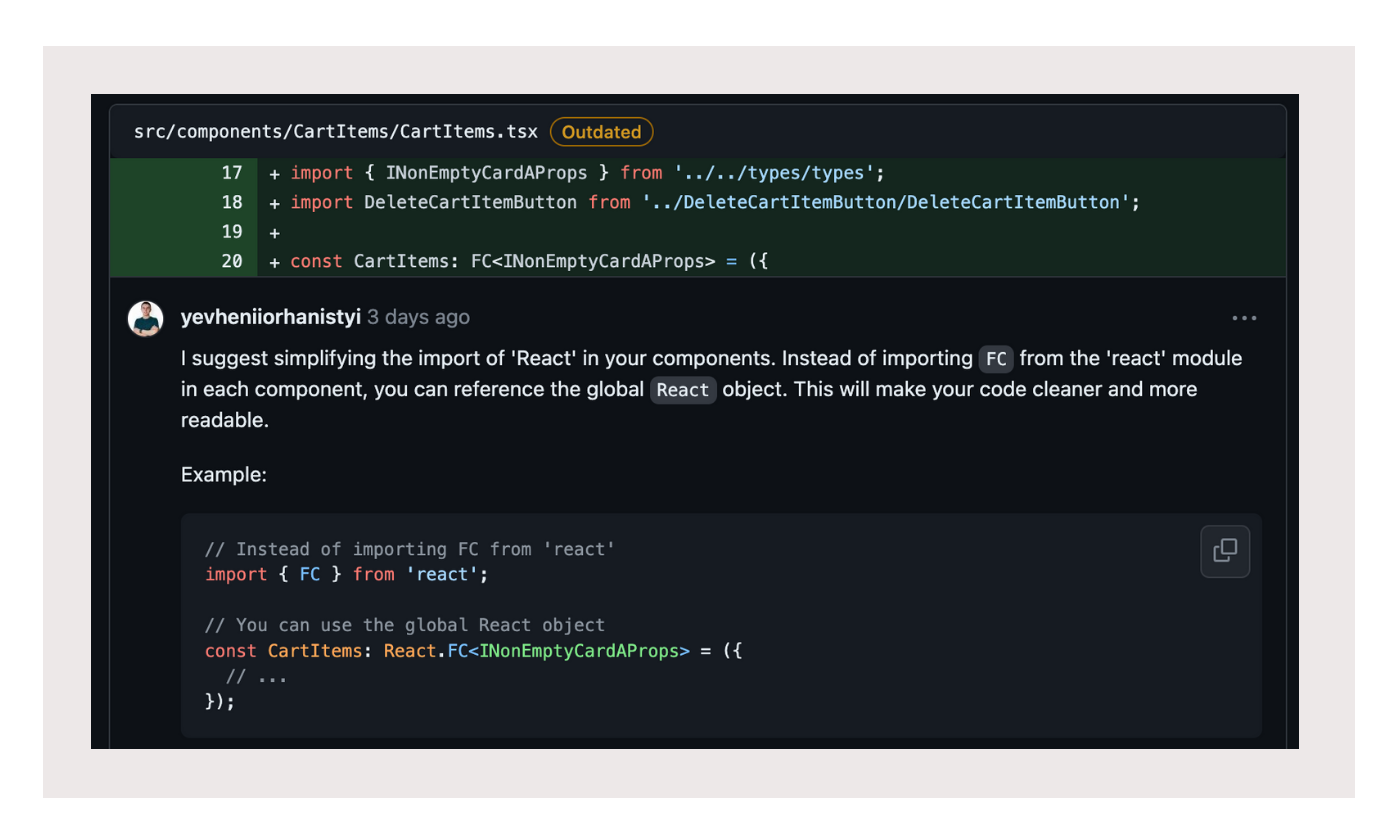 src/components/CartItems/CartItems.tsx Outdated
17 + import { INonEmptyCardAProps } from '../../types/types';
18 + import DeleteCartItemButton from '../DeleteCartItemButton/DeleteCartItemButton';
19 +
20 + const CartItems: FC<INonEmptyCardAProps> = ({
yevheniiorhanistyi 3 days ago
I suggest simplifying the import of 'React' in your components. Instead of importing FC from the 'react' module
in each component, you can reference the global React object. This will make your code cleaner and more
readable.
Example:
// Instead of importing FC from 'react'
import { FC } from 'react';
// You can use the global React object
const CartItems: React.FC<INonEmptyCardAProps> = ({
// ...
});